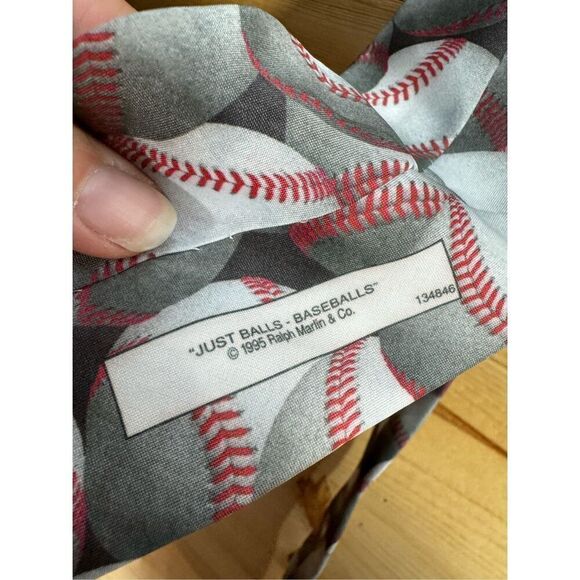 "JUST BALLS - BASEBALLS"
© 1995 Ralph Marlin & Co.
134846